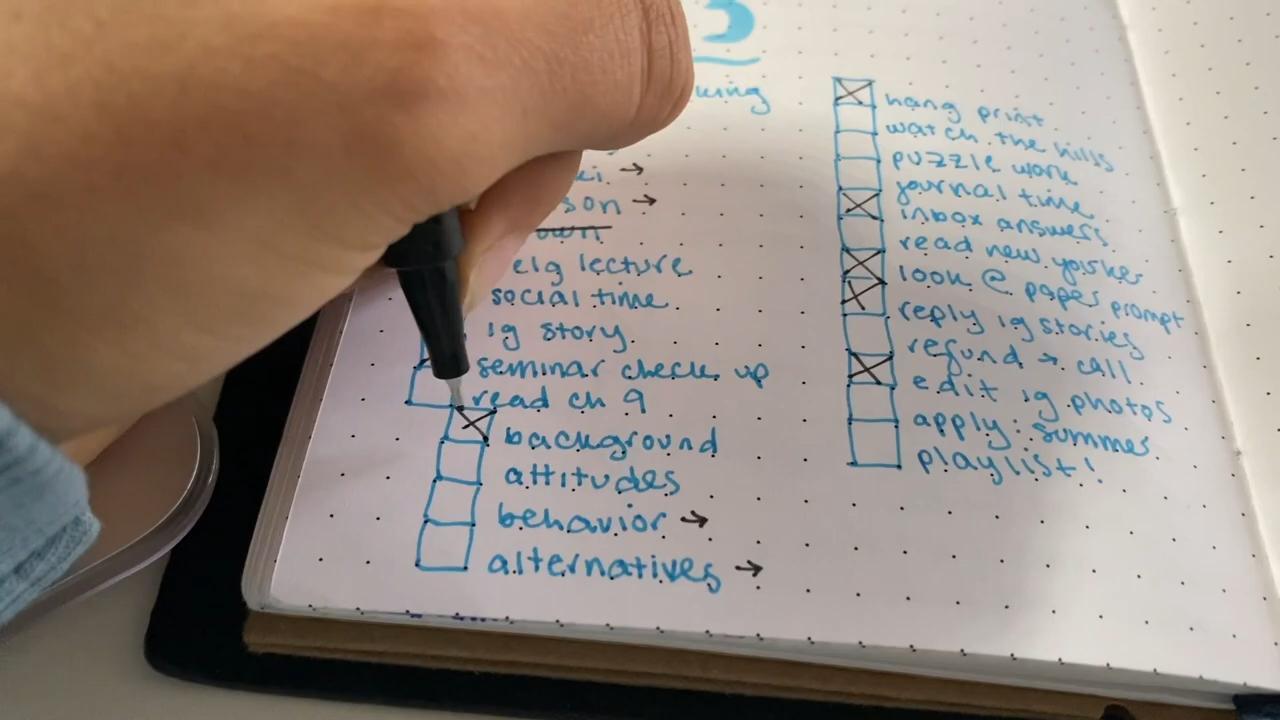 elg lecture
social time
ig story
seminar check up
read ch 9
background
attitudes
behavior →
alternatives →
hang print
watch the hills
puzzle work
journal time
inbox answers
read new yorker
look @ paper prompt
reply ig stories
refund → call
edit ig photos
apply: summer
playlist!